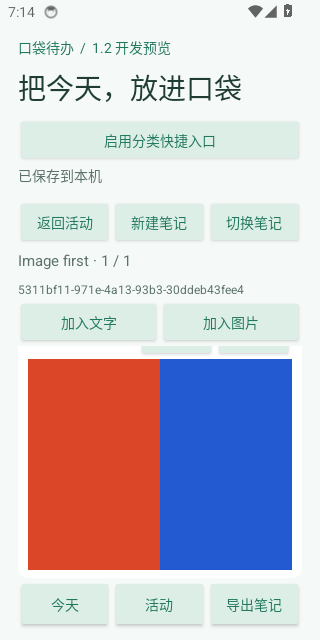 7:14
口袋待办 / 1.2 开发预览
把今天，放进口袋
启用分类快捷入口
已保存到本机
返回活动 新建笔记 切换笔记
Image first · 1 / 1
5311bf11-971e-4a13-93b3-30ddeb43fee4
加入文字 加入图片
今天 活动 导出笔记